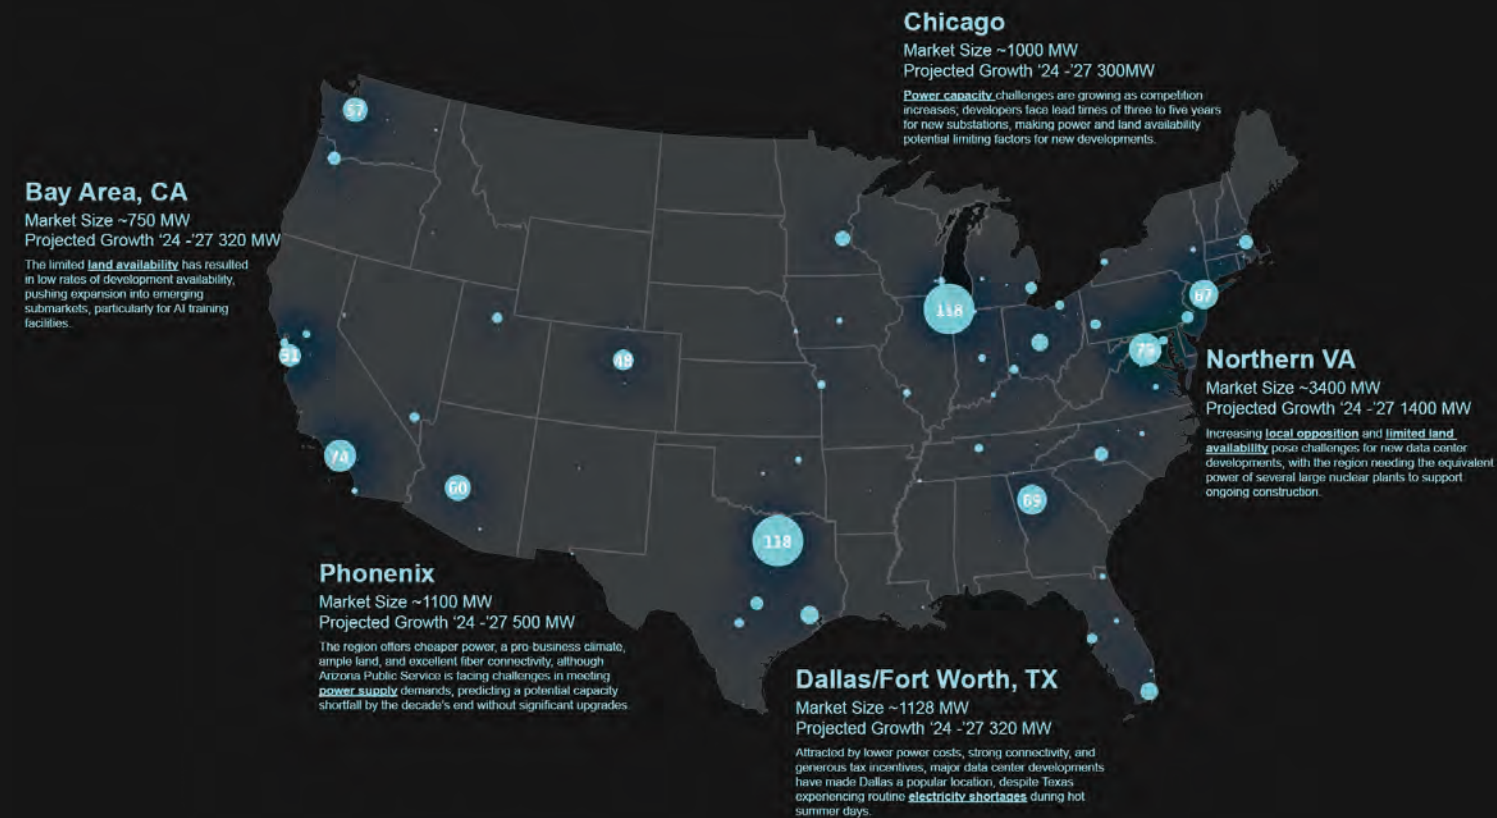 Chicago
Market Size ~1000 MW
Projected Growth ‘24 -’27 300MW
Power capacity challenges are growing as competition
increases; developers face lead times of three to five years
for new substations, making power and land availability
potential limiting factors for new developments.
Bay Area, CA
Market Size ~750 MW
Projected Growth ‘24 -’27 320 MW
The limited land availability has resulted
in low rates of development availability,
pushing expansion into emerging
submarkets, particularly for AI training
facilities.
57
118
67
51
48
75
74
60
69
118
Northern VA
Market Size ~3400 MW
Projected Growth ‘24 -’27 1400 MW
Increasing local opposition and limited land
availability pose challenges for new data center
developments, with the region needing the equivalent
power of several large nuclear plants to support
ongoing construction.
Phonenix
Market Size ~1100 MW
Projected Growth ‘24 -’27 500 MW
The region offers cheaper power, a pro-business climate,
ample land, and excellent fiber connectivity, although
Arizona Public Service is facing challenges in meeting
power supply demands, predicting a potential capacity
shortfall by the decade's end without significant upgrades
Dallas/Fort Worth, TX
Market Size ~1128 MW
Projected Growth ‘24 -’27 320 MW
Attracted by lower power costs, strong connectivity, and
generous tax incentives, major data center developments
have made Dallas a popular location, despite Texas
experiencing routine electricity shortages during hot
summer days.